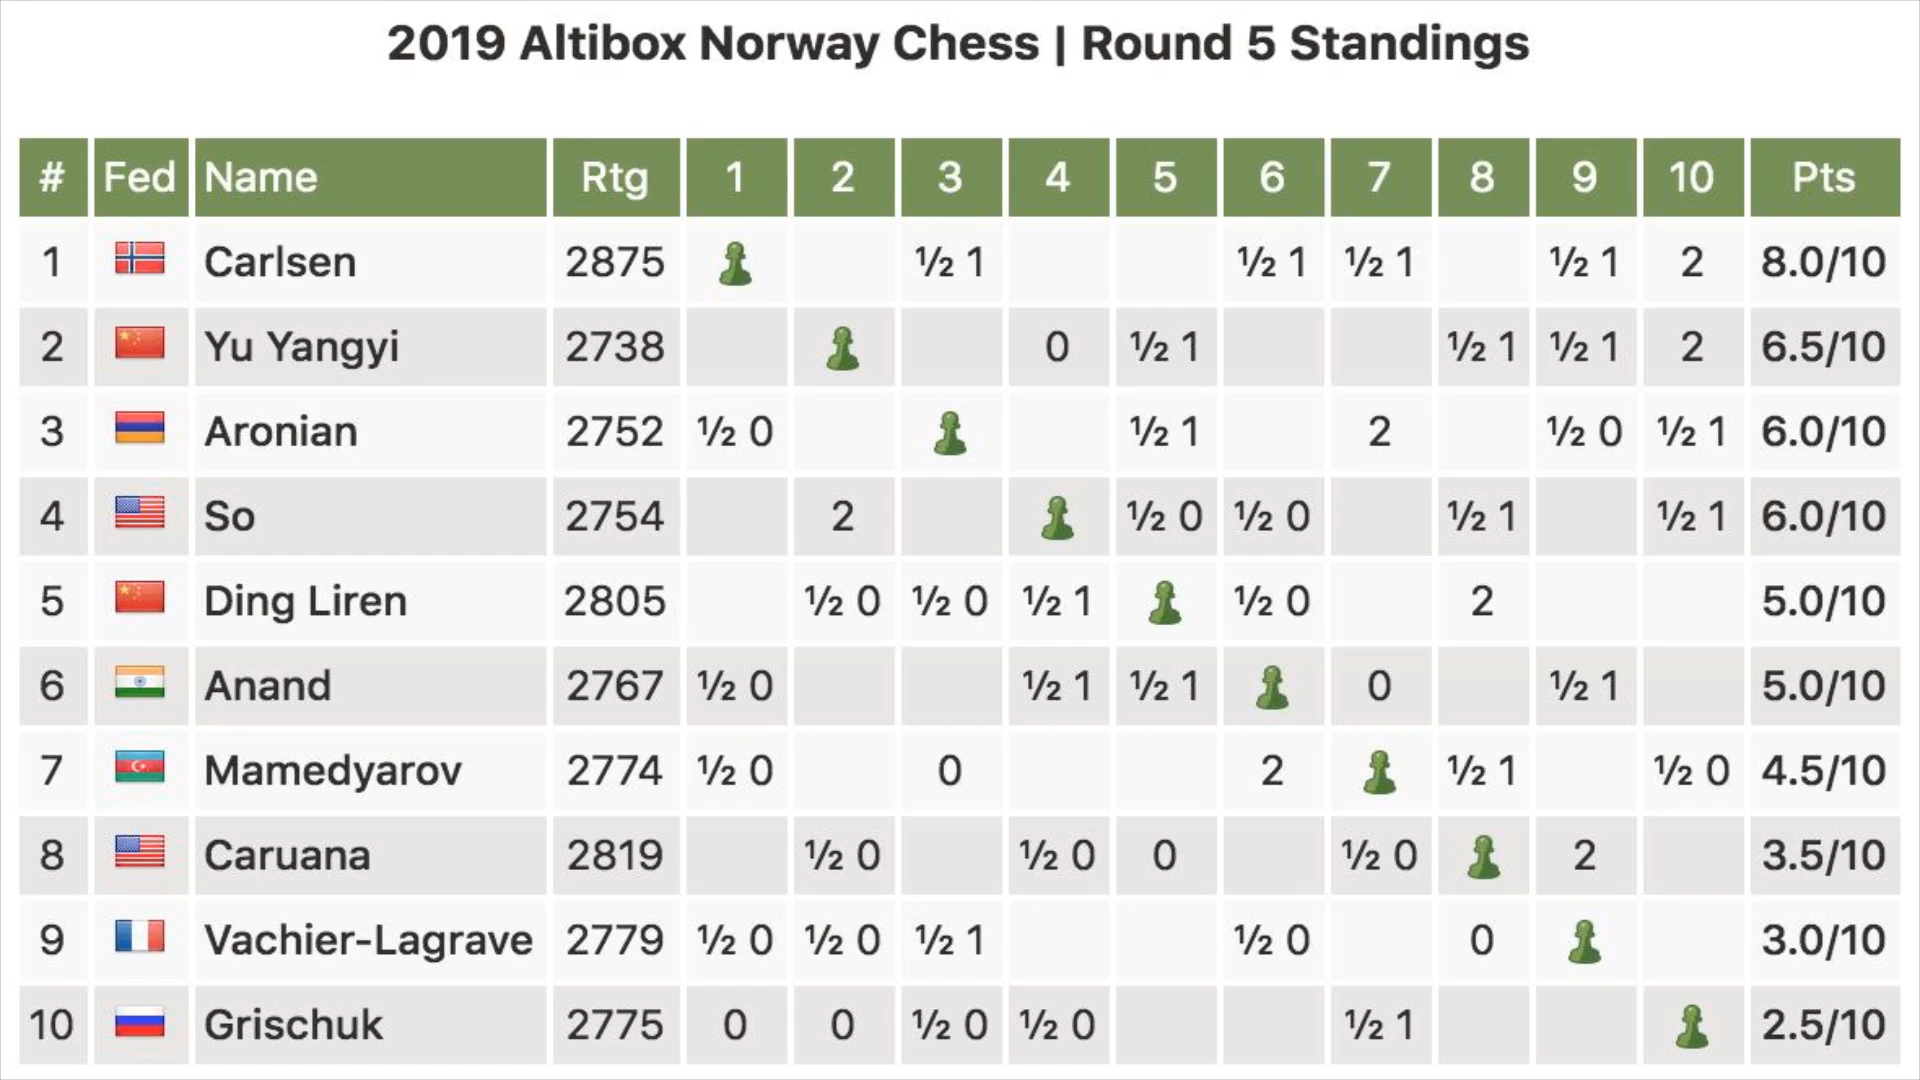 2019 Altibox Norway Chess | Round 5 Standings
# Fed Name Rtg 1 2 3 4 5 6 7 8 9 10 Pts
1 Carlsen 2875 ½ 1 ½ 1 ½ 1 ½ 1 2 8.0/10
2 Yu Yangyi 2738 0 ½ 1 ½ 1 ½ 1 2 6.5/10
3 Aronian 2752 ½ 0 ½ 1 2 ½ 0 ½ 1 6.0/10
4 So 2754 2 ½ 0 ½ 0 ½ 1 ½ 1 6.0/10
5 Ding Liren 2805 ½ 0 ½ 0 ½ 1 ½ 0 2 5.0/10
6 Anand 2767 ½ 0 ½ 1 ½ 1 0 ½ 1 5.0/10
7 Mamedyarov 2774 ½ 0 0 2 ½ 1 ½ 0 4.5/10
8 Caruana 2819 ½ 0 ½ 0 0 ½ 0 2 3.5/10
9 Vachier-Lagrave 2779 ½ 0 ½ 0 ½ 1 ½ 0 0 3.0/10
10 Grischuk 2775 0 0 ½ 0 ½ 0 ½ 1 2.5/10